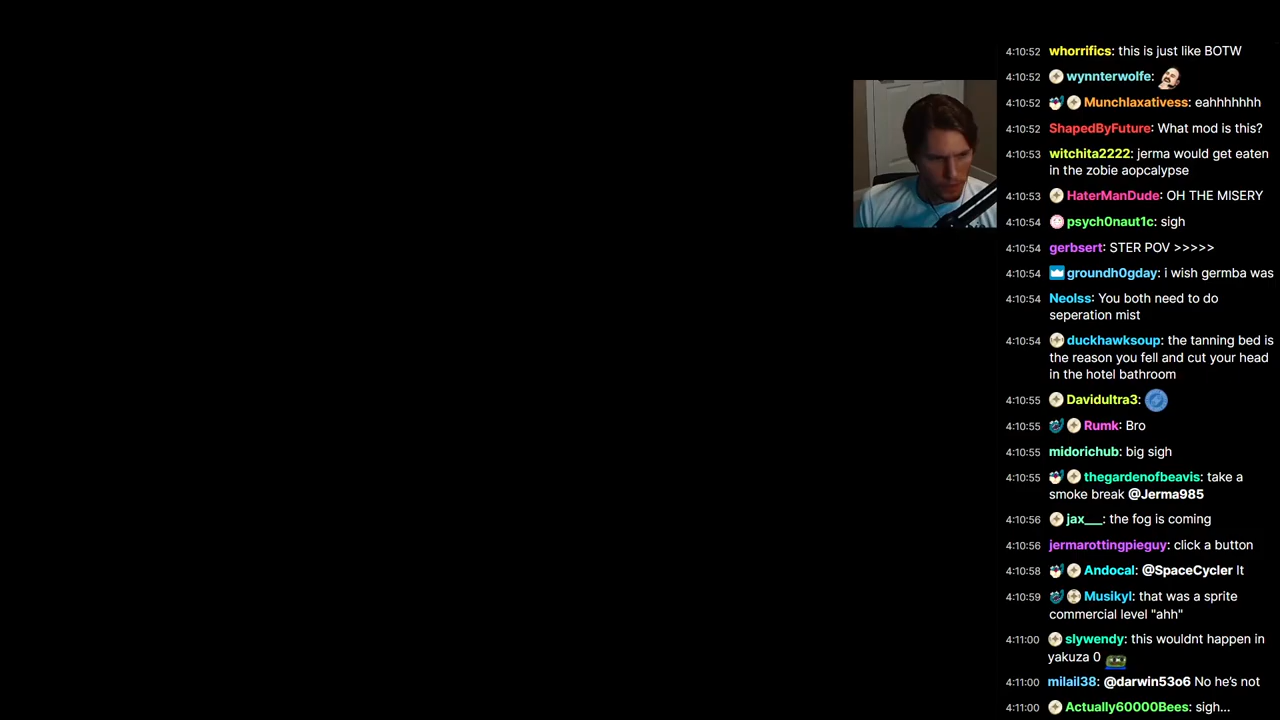 4:10:52 whorrifics: this is just like BOTW
4:10:52 wynnterwolfe:
4:10:52 Munchlaxativess: eahhhhhhh
4:10:52 ShapedByFuture: What mod is this?
4:10:53 witchita2222: jerma would get eaten
in the zobie aopcalypse
4:10:53 HaterManDude: OH THE MISERY
4:10:54 psych0naut1c: sigh
4:10:54 gerbsert: STER POV >>>>>
4:10:54 groundh0gday: i wish germba was
4:10:54 Neolss: You both need to do
seperation mist
4:10:54 duckhawksoup: the tanning bed is
the reason you fell and cut your head
in the hotel bathroom
4:10:55 Davidultra3:
4:10:55 Rumk: Bro
4:10:55 midorichub: big sigh
4:10:55 thegardenofbeavis: take a
smoke break @Jerma985
4:10:56 jax___: the fog is coming
4:10:56 jermarottingpieguy: click a button
4:10:58 Andocal: @SpaceCycler It
4:10:59 Musikyl: that was a sprite
commercial level "ahh"
4:11:00 slywendy: this wouldnt happen in
yakuza 0
4:11:00 milail38: @darwin53o6 No he's not
4:11:00 Actually60000Bees: sigh...